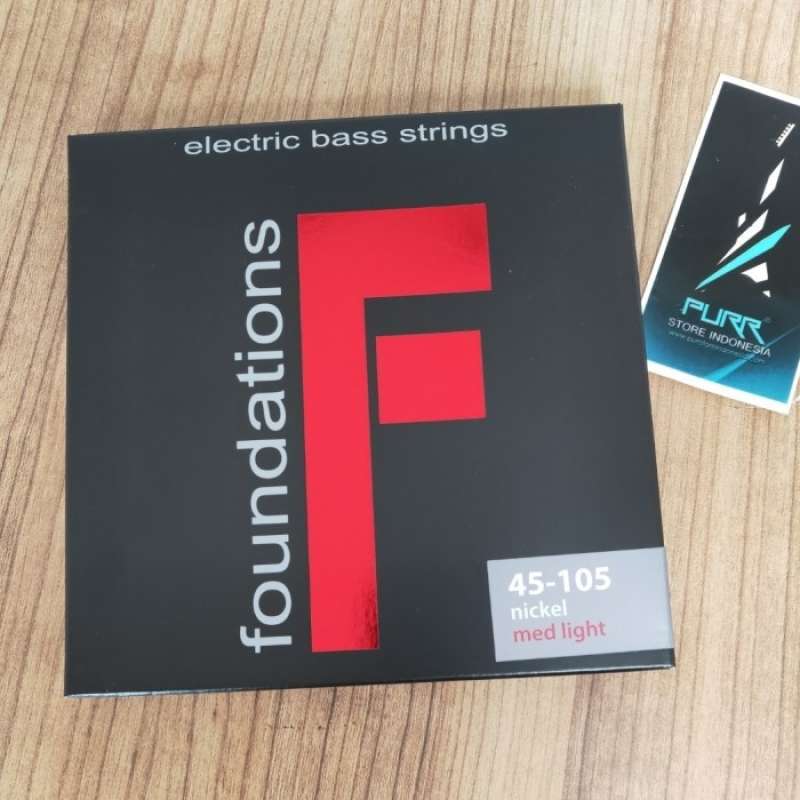 electric bass strings
foundations
F
45-105
nickel
med light
PURR®
STORE INDONESIA